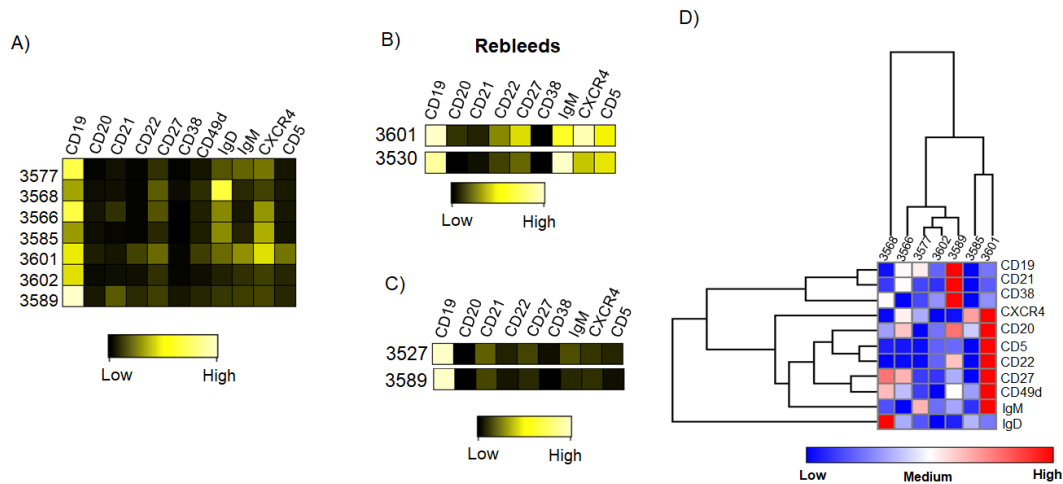 A)
CD19
CD20
CD21
CD22
CD27
CD38
CD49d
IgD
IgM
CXCR4
CD5
3577
3568
3566
3585
3601
3602
3589
Low
High
B)
Rebleeds
CD19
CD20
CD21
CD22
CD27
CD38
IgM
CXCR4
CD5
3601
3530
Low
High
C)
CD19
CD20
CD21
CD22
CD27
CD38
IgM
CXCR4
CD5
3527
3589
Low
High
D)
3568
3566
3577
3602
3589
3585
3601
CD19
CD21
CD38
CXCR4
CD20
CD5
CD22
CD27
CD49d
IgM
IgD
Low
Medium
High